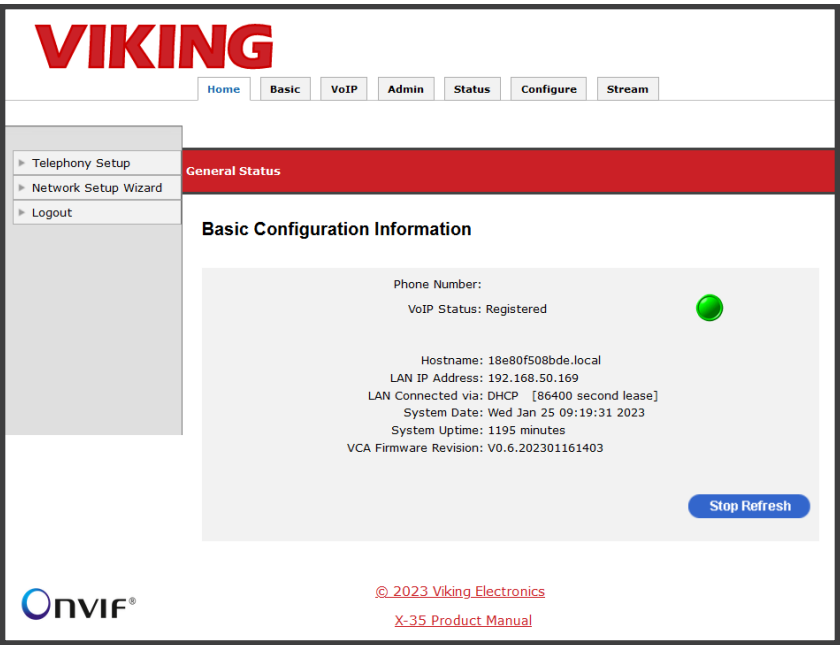 VIKING
Home Basic VoIP Admin Status Configure Stream
Telephony Setup
Network Setup Wizard
Logout
General Status
Basic Configuration Information
Phone Number:
VoIP Status: Registered
Hostname: 18e80f508bde.local
LAN IP Address: 192.168.50.169
LAN Connected via: DHCP [86400 second lease]
System Date: Wed Jan 25 09:19:31 2023
System Uptime: 1195 minutes
VCA Firmware Revision: V0.6.202301161403
Stop Refresh
ONVIF®
© 2023 Viking Electronics
X-35 Product Manual